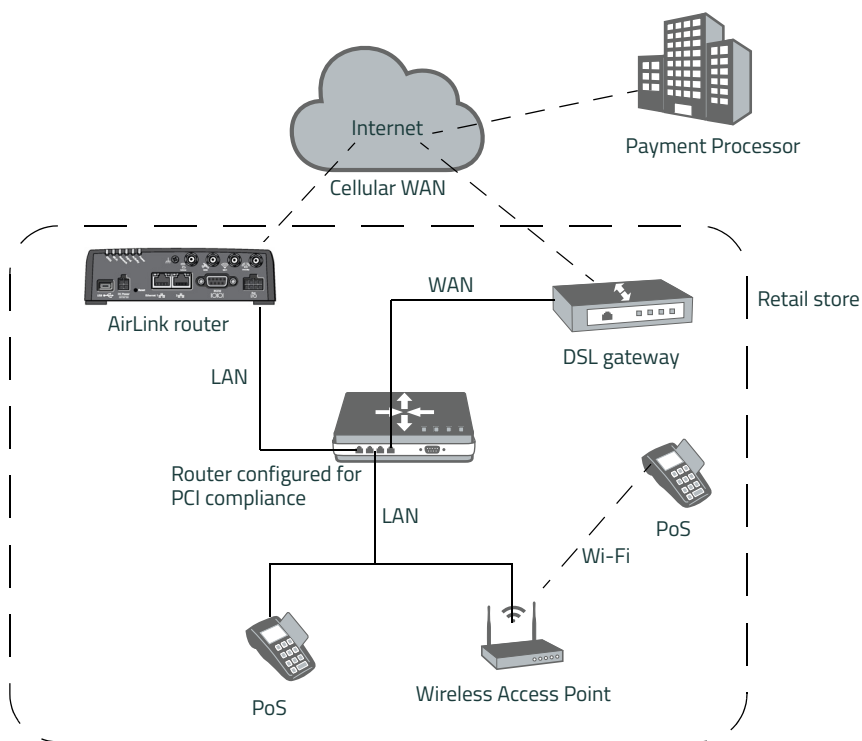 Internet
Payment Processor
Cellular WAN
WAN
Retail store
AirLink router
DSL gateway
LAN
Router configured for
PCI compliance
LAN
PoS
Wi-Fi
PoS
Wireless Access Point